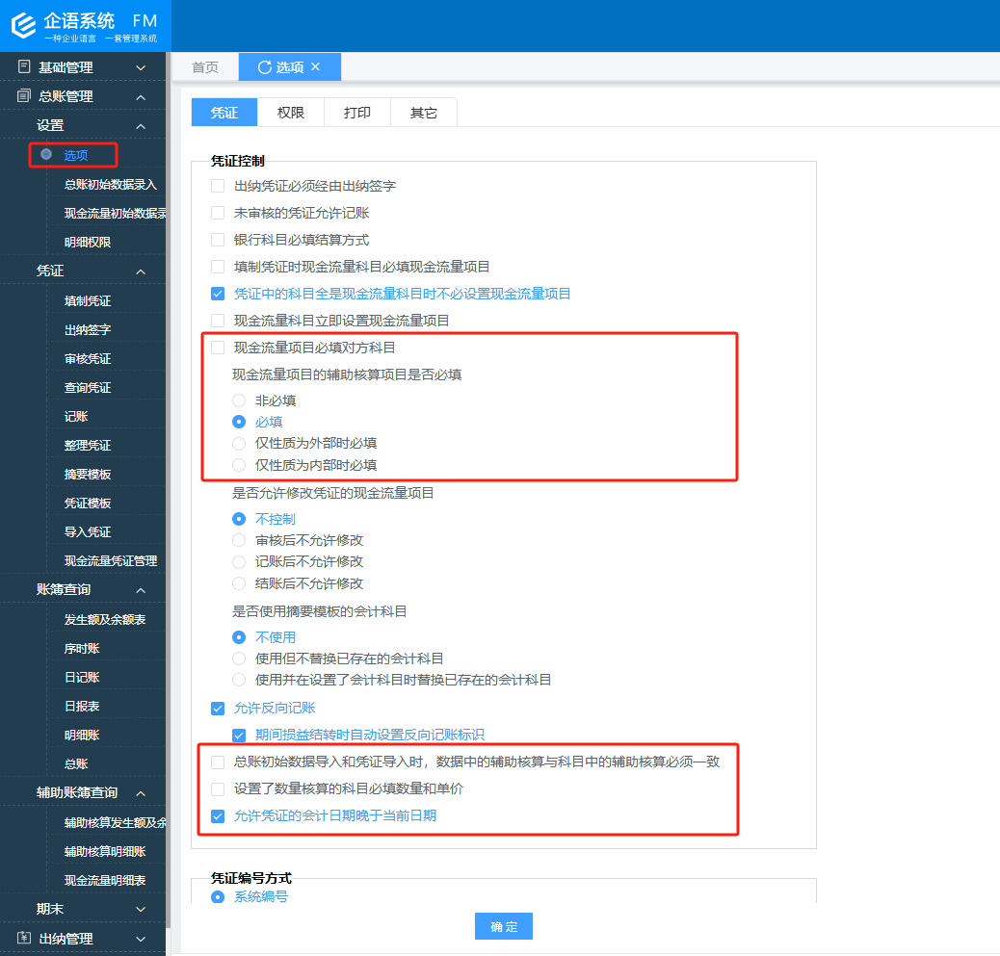 企语系统 FM
一种企业语言 一套管理系统
基础管理
总账管理
设置
选项
总账初始数据录入
现金流量初始数据录
明细权限
凭证
填制凭证
出纳签字
审核凭证
查询凭证
记账
整理凭证
摘要模板
凭证模板
导入凭证
现金流量凭证管理
账簿查询
发生额及余额表
序时账
日记账
日报表
明细账
总账
辅助账簿查询
辅助核算发生额及余
辅助核算明细账
现金流量明细表
期末
出纳管理
首页 选项
凭证 权限 打印 其它
凭证控制
出纳凭证必须经由出纳签字
未审核的凭证允许记账
银行科目必填结算方式
填制凭证时现金流量科目必填现金流量项目
凭证中的科目全是现金流量科目时不必设置现金流量项目
现金流量科目立即设置现金流量项目
现金流量项目必填对方科目
现金流量项目的辅助核算项目是否必填
非必填
必填
仅性质为外部时必填
仅性质为内部时必填
是否允许修改凭证的现金流量项目
不控制
审核后不允许修改
记账后不允许修改
结账后不允许修改
是否使用摘要模板的会计科目
不使用
使用但不替换已存在的会计科目
使用并在设置了会计科目时替换已存在的会计科目
允许反向记账
期间损益结转时自动设置反向记账标识
总账初始数据导入和凭证导入时，数据中的辅助核算与科目中的辅助核算必须一致
设置了数量核算的科目必填数量和单价
允许凭证的会计日期晚于当前日期
凭证编号方式
系统编号
确 定